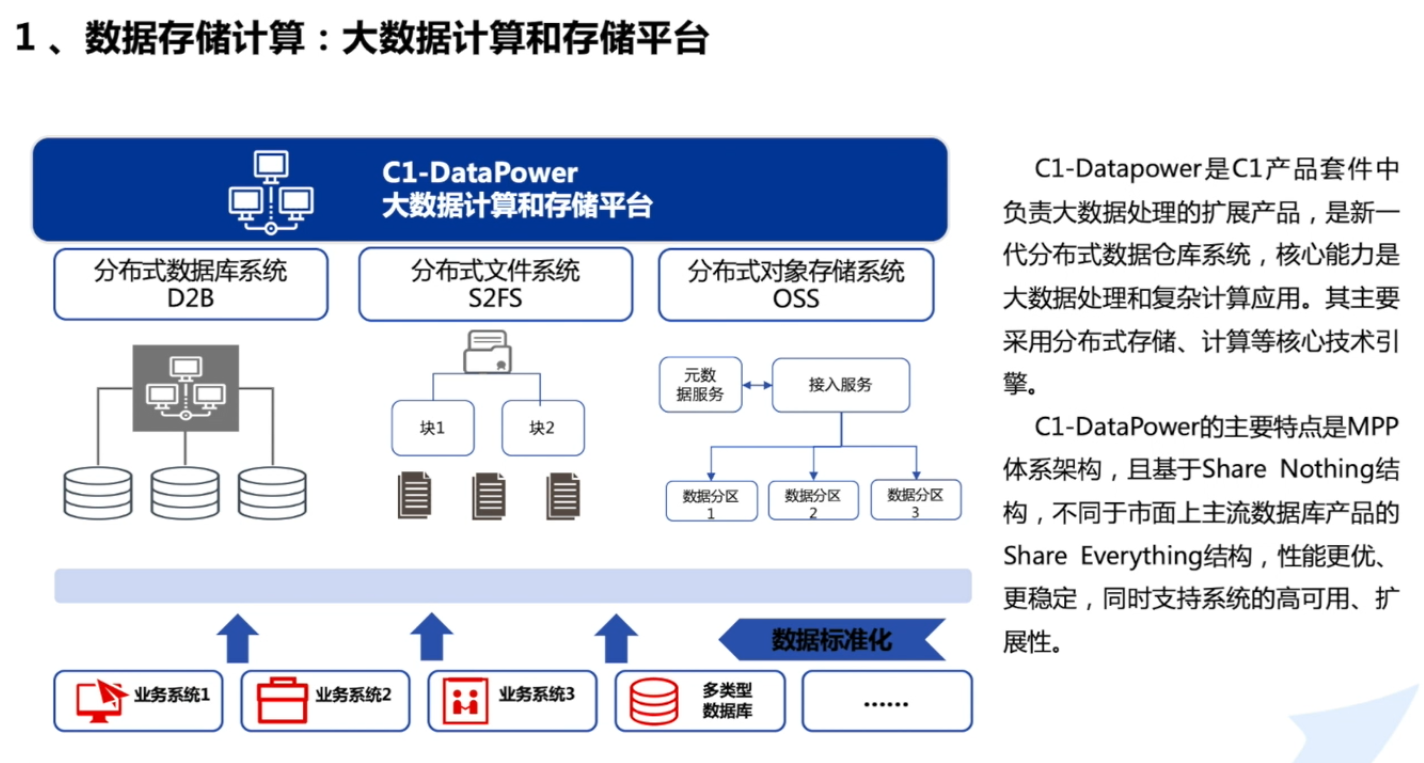 1 、数据存储计算：大数据计算和存储平台
C1-DataPower
大数据计算和存储平台
分布式数据库系统
D2B
分布式文件系统
S2FS
分布式对象存储系统
OSS
块1
块2
元数
据服务
接入服务
数据分区
1
数据分区
2
数据分区
3
数据标准化
业务系统1
业务系统2
业务系统3
多类型
数据库
……
C1-Datapower是C1产品套件中
负责大数据处理的扩展产品，是新一
代分布式数据仓库系统，核心能力是
大数据处理和复杂计算应用。其主要
采用分布式存储、计算等核心技术引
擎。
C1-DataPower的主要特点是MPP
体系架构，且基于Share Nothing结
构，不同于市面上主流数据库产品的
Share Everything结构，性能更优、
更稳定，同时支持系统的高可用、扩
展性。